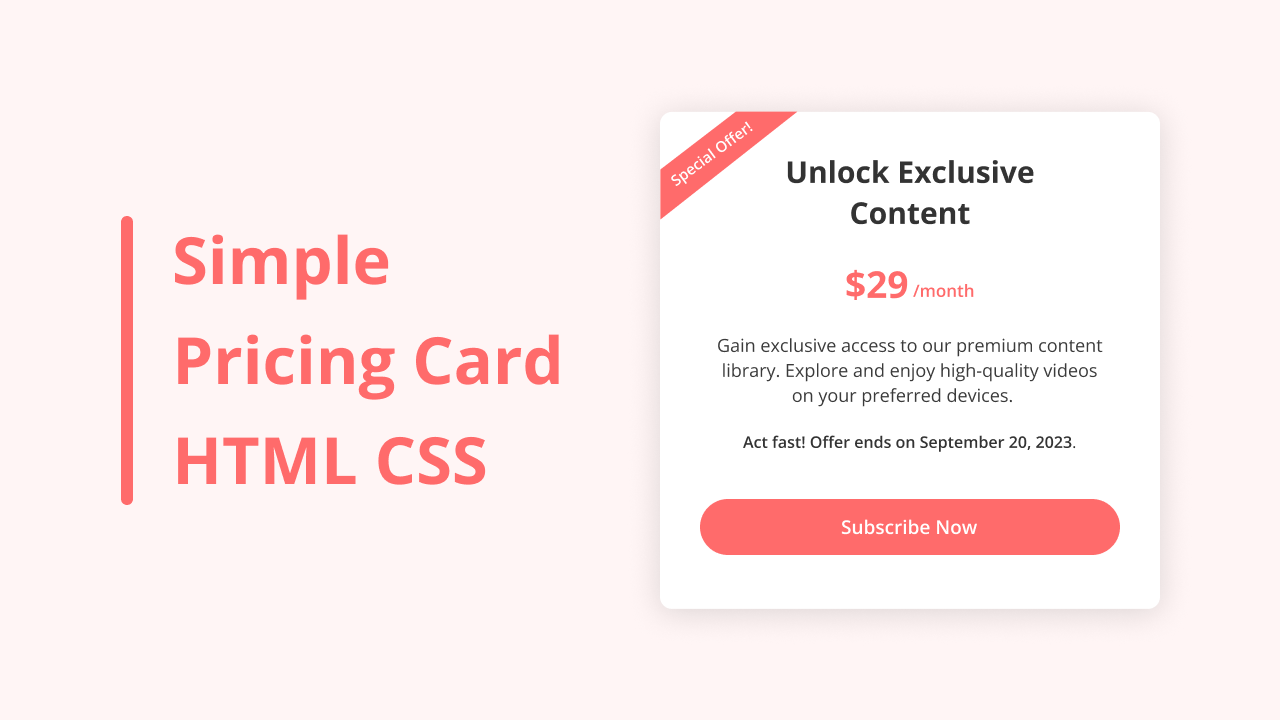 Simple
Pricing Card
HTML CSS
Special Offer!
Unlock Exclusive
Content
$29 /month
Gain exclusive access to our premium content
library. Explore and enjoy high-quality videos
on your preferred devices.
Act fast! Offer ends on September 20, 2023.
Subscribe Now